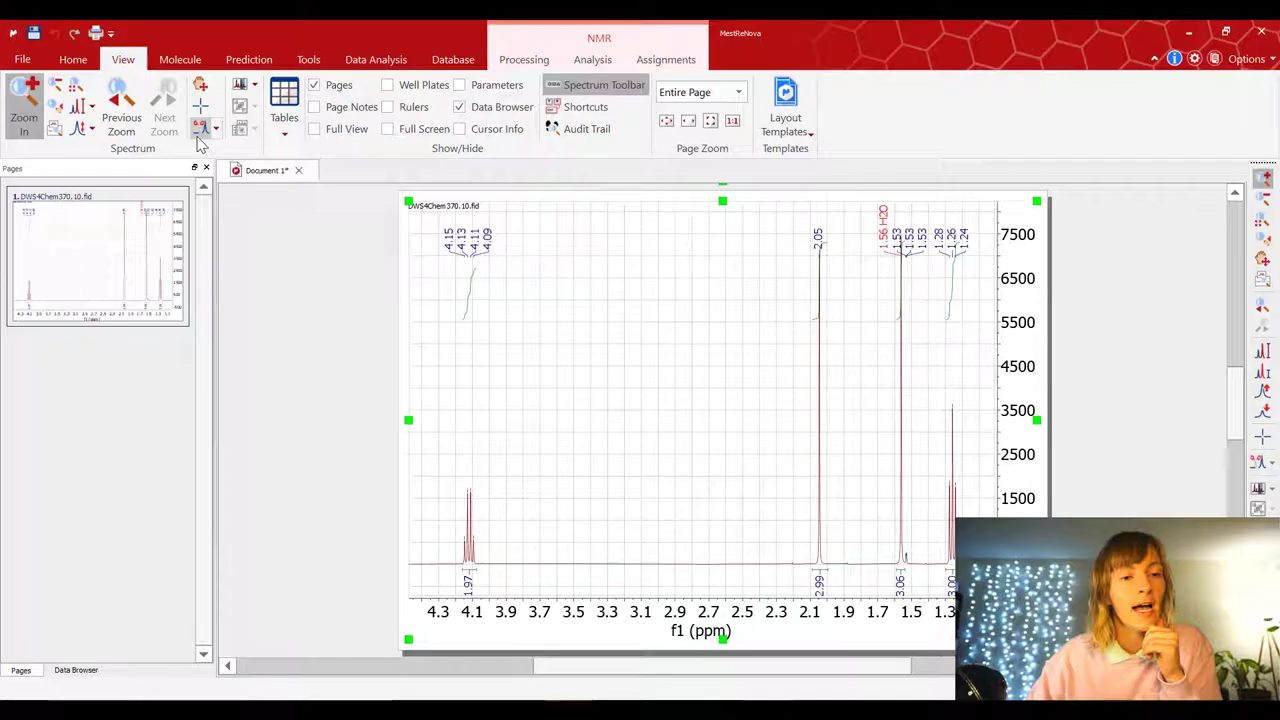 NMR
MestReNova
File Home View Molecule Prediction Tools Data Analysis Database Processing Analysis Assignments Options
Zoom In
Previous Zoom
Next Zoom
Spectrum
Tables
Pages Well Plates Parameters
Page Notes Rulers Data Browser
Full View Full Screen Cursor Info
Spectrum Toolbar
Shortcuts
Audit Trail
Show/Hide
Entire Page
1:1
Page Zoom
Layout Templates
Templates
Pages
Document 1*
1. DWS4Chem370.10.fid
DWS4Chem370.10.fid
4.15
4.13
4.11
4.09
2.05
1.56 H2O
1.53
1.53
1.53
1.28
1.26
1.24
7500
6500
5500
4500
3500
2500
1500
1.97
2.99
3.06
3.00
4.3 4.1 3.9 3.7 3.5 3.3 3.1 2.9 2.7 2.5 2.3 2.1 1.9 1.7 1.5
f1 (ppm)
Pages Data Browser